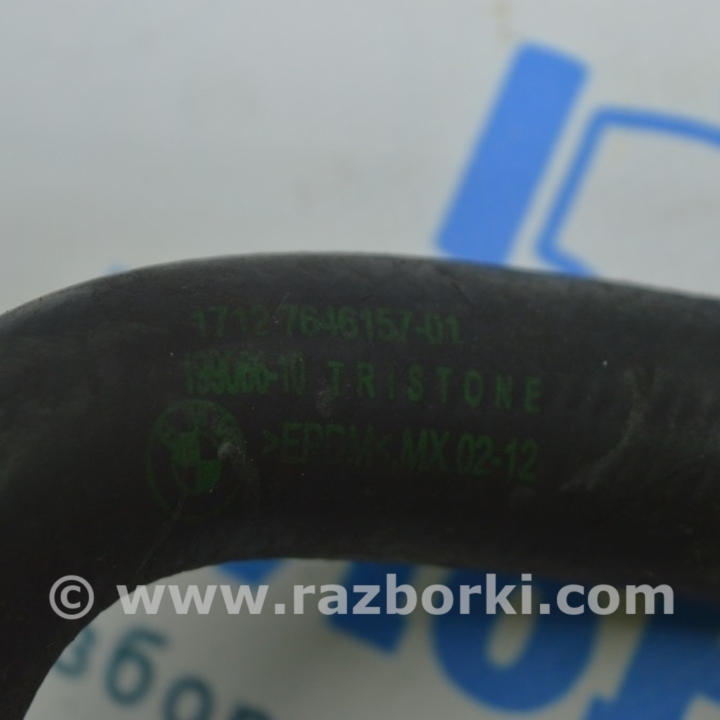 1712-7646157-01
TRISTONE
>EPDM< MX 02-12
© www.razborki.com